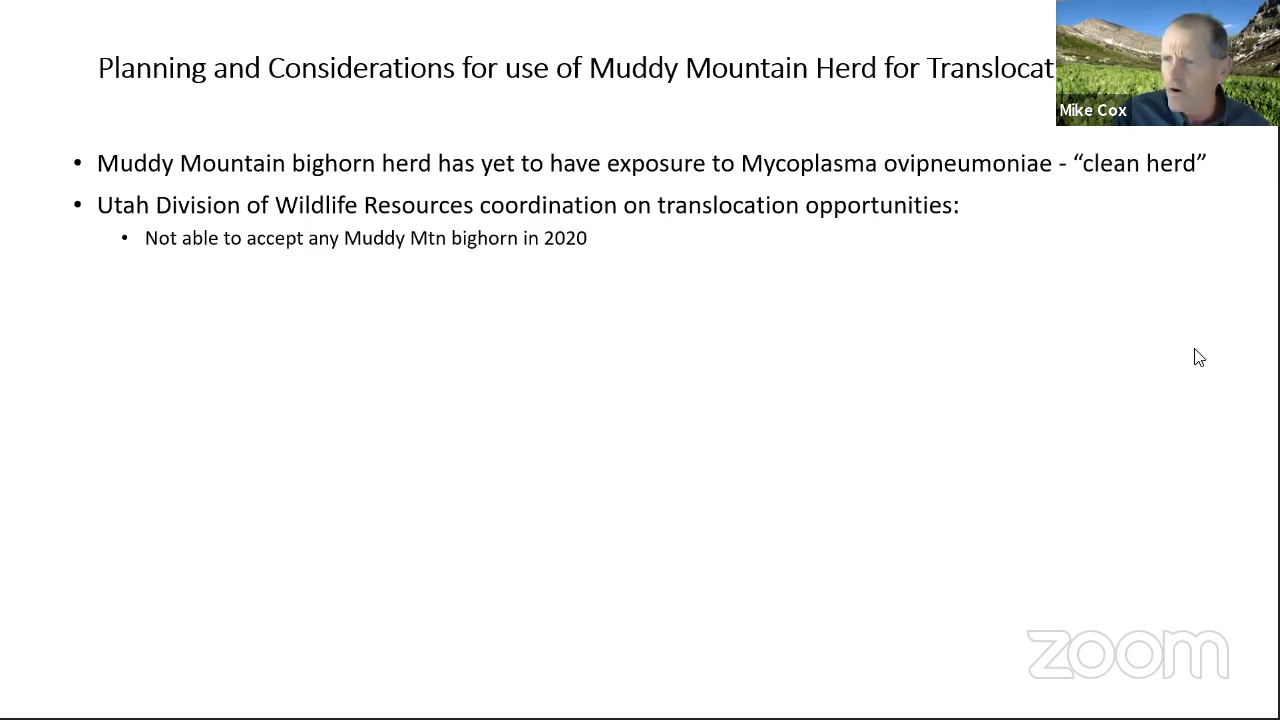 Planning and Considerations for use of Muddy Mountain Herd for Translocat
Mike Cox
• Muddy Mountain bighorn herd has yet to have exposure to Mycoplasma ovipneumoniae - “clean herd”
• Utah Division of Wildlife Resources coordination on translocation opportunities:
• Not able to accept any Muddy Mtn bighorn in 2020
zoom